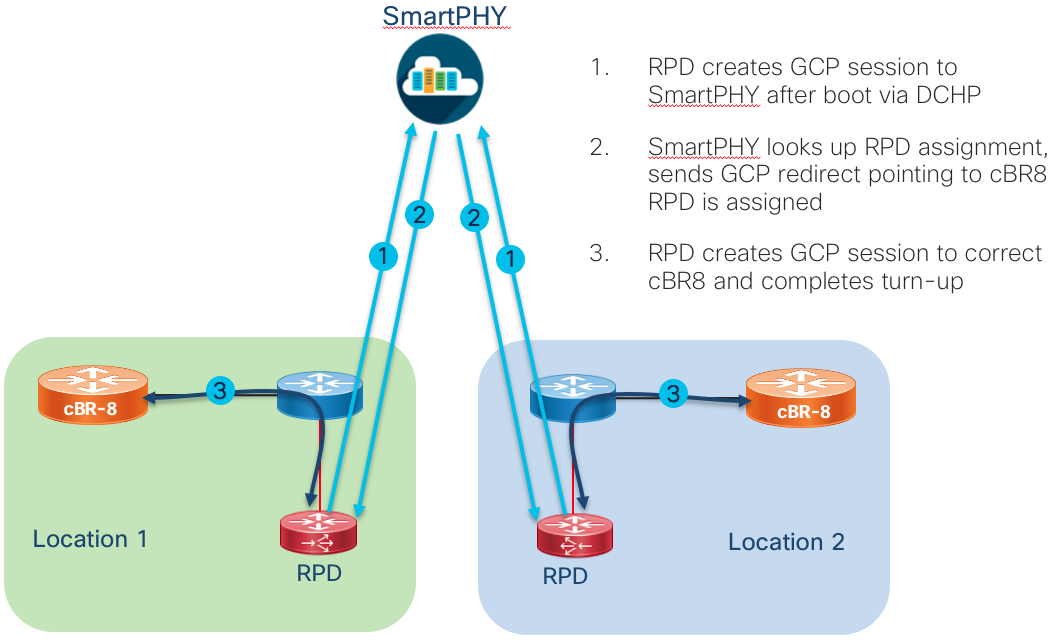 SmartPHY
1. RPD creates GCP session to
SmartPHY after boot via DCHP
2. SmartPHY looks up RPD assignment,
sends GCP redirect pointing to cBR8
RPD is assigned
3. RPD creates GCP session to correct
cBR8 and completes turn-up
2
2
1
1
cBR-8
3
3
cBR-8
Location 1
RPD
RPD
Location 2